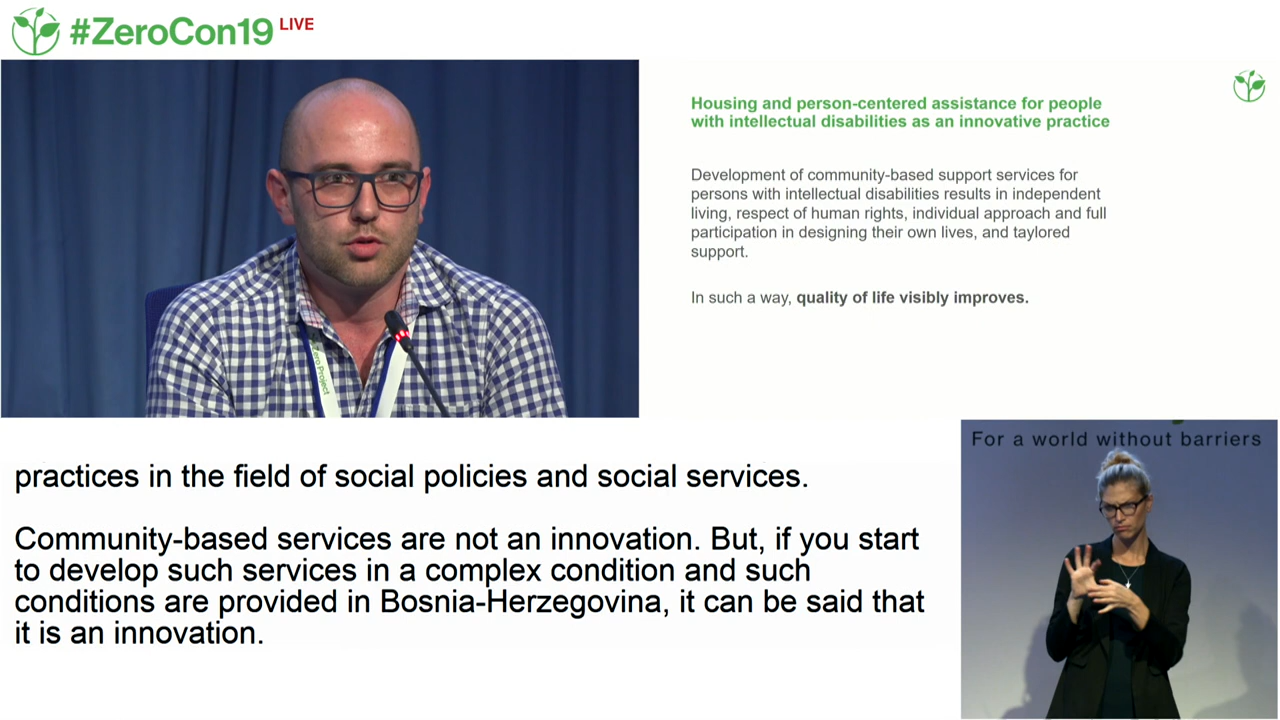 #ZeroCon19 LIVE
Housing and person-centered assistance for people
with intellectual disabilities as an innovative practice
Development of community-based support services for
persons with intellectual disabilities results in independent
living, respect of human rights, individual approach and full
participation in designing their own lives, and taylored
support.
In such a way, quality of life visibly improves.
Zero Project
practices in the field of social policies and social services.
Community-based services are not an innovation. But, if you start
to develop such services in a complex condition and such
conditions are provided in Bosnia-Herzegovina, it can be said that
it is an innovation.
For a world without barriers